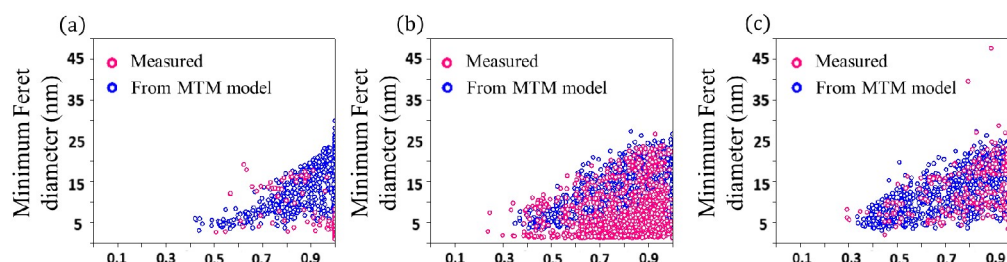 (a)
Minimum Feret
diameter (nm)
45
35
25
15
5
Measured
From MTM model
0.1 0.3 0.5 0.7 0.9
(b)
Minimum Feret
diameter (nm)
45
35
25
15
5
Measured
From MTM model
0.1 0.3 0.5 0.7 0.9
(c)
Minimum Feret
diameter (nm)
45
35
25
15
5
Measured
From MTM model
0.1 0.3 0.5 0.7 0.9